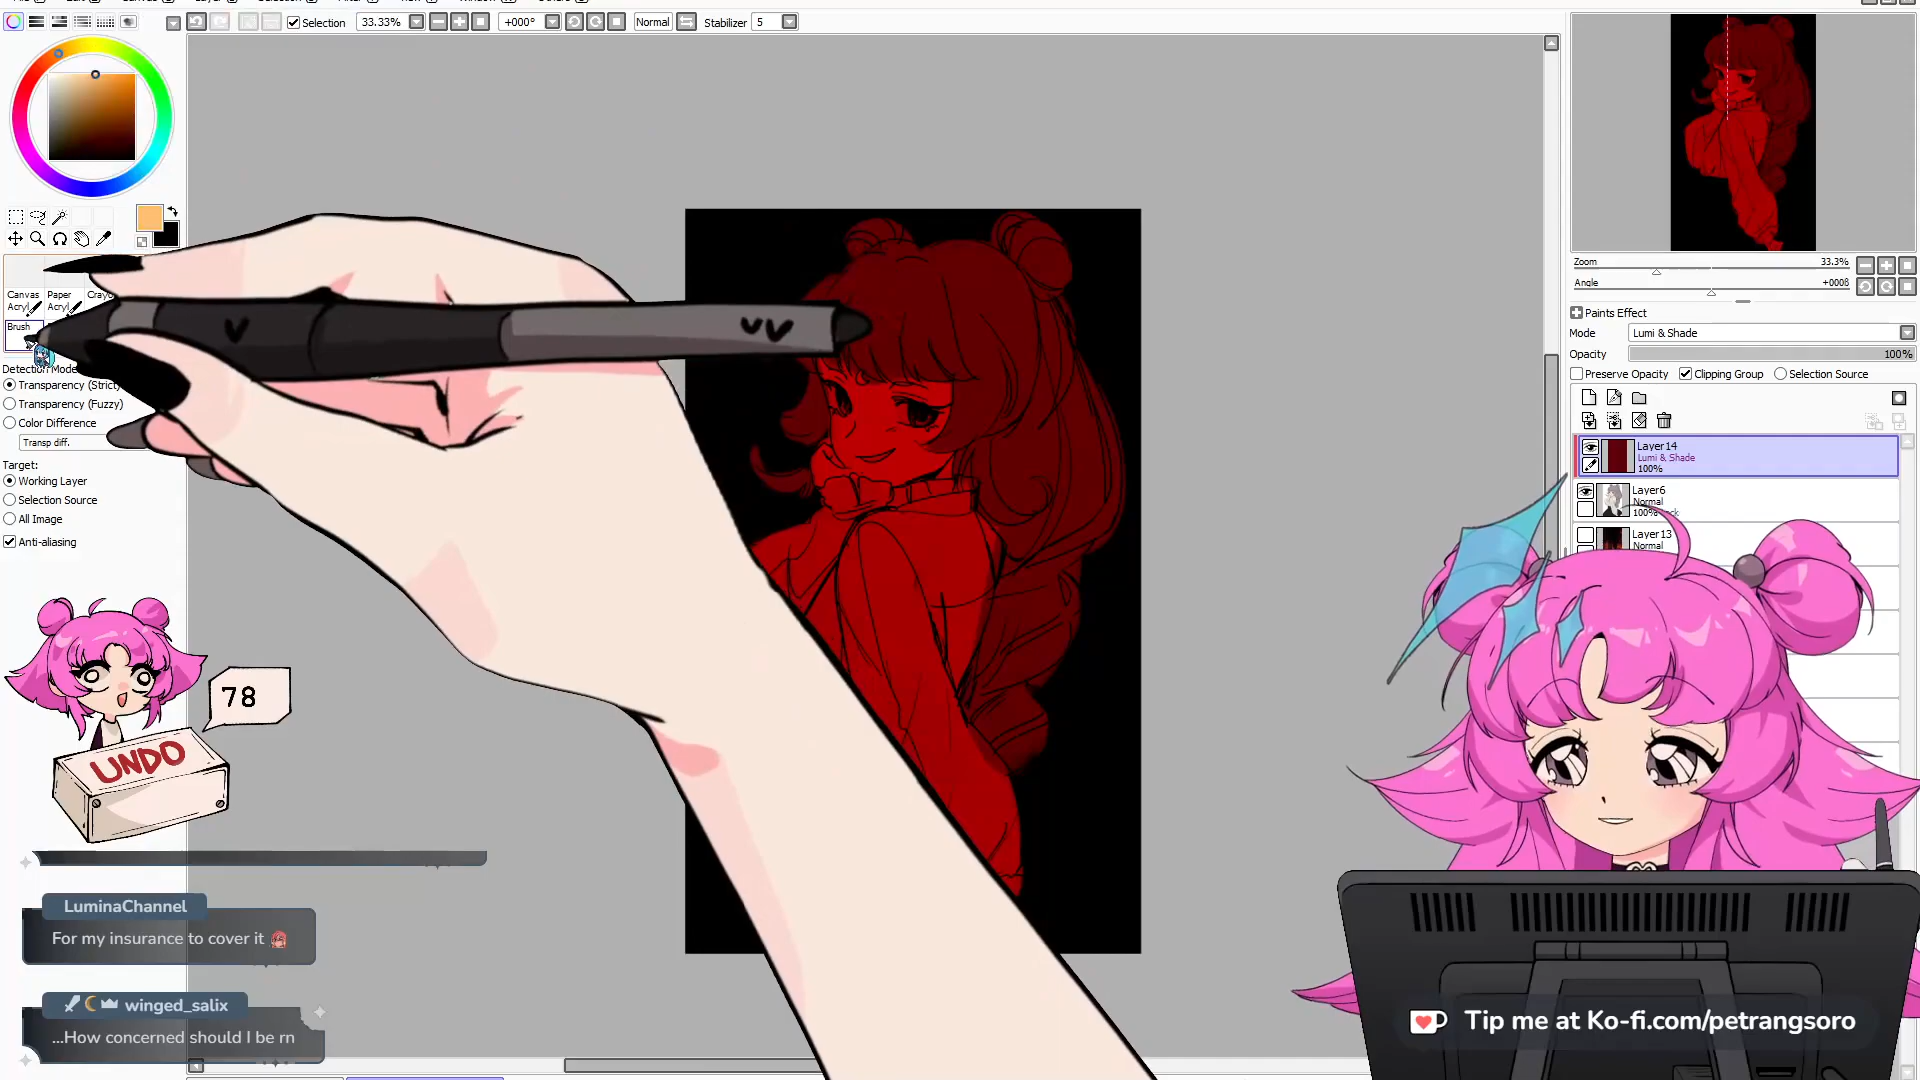 Selection
33.33%
+000°
Normal
Stabilizer
5
Canvas
Acryl
Paper
Acryl
Brush
Transparency (Strict)
Transparency (Fuzzy)
Color Difference
Transp diff.
Target:
Working Layer
Selection Source
All Image
Anti-aliasing
78
UNDO
LuminaChannel
For my insurance to cover it
winged_salix
...How concerned should I be rn
Zoom
33.3%
Angle
Paints Effect
Mode
Lumi & Shade
Opacity
100%
Preserve Opacity
Clipping Group
Selection Source
Layer14
Lumi & Shade
100%
Layer6
Normal
100%
Layer13
Normal
Tip me at Ko-fi.com/petrangsoro